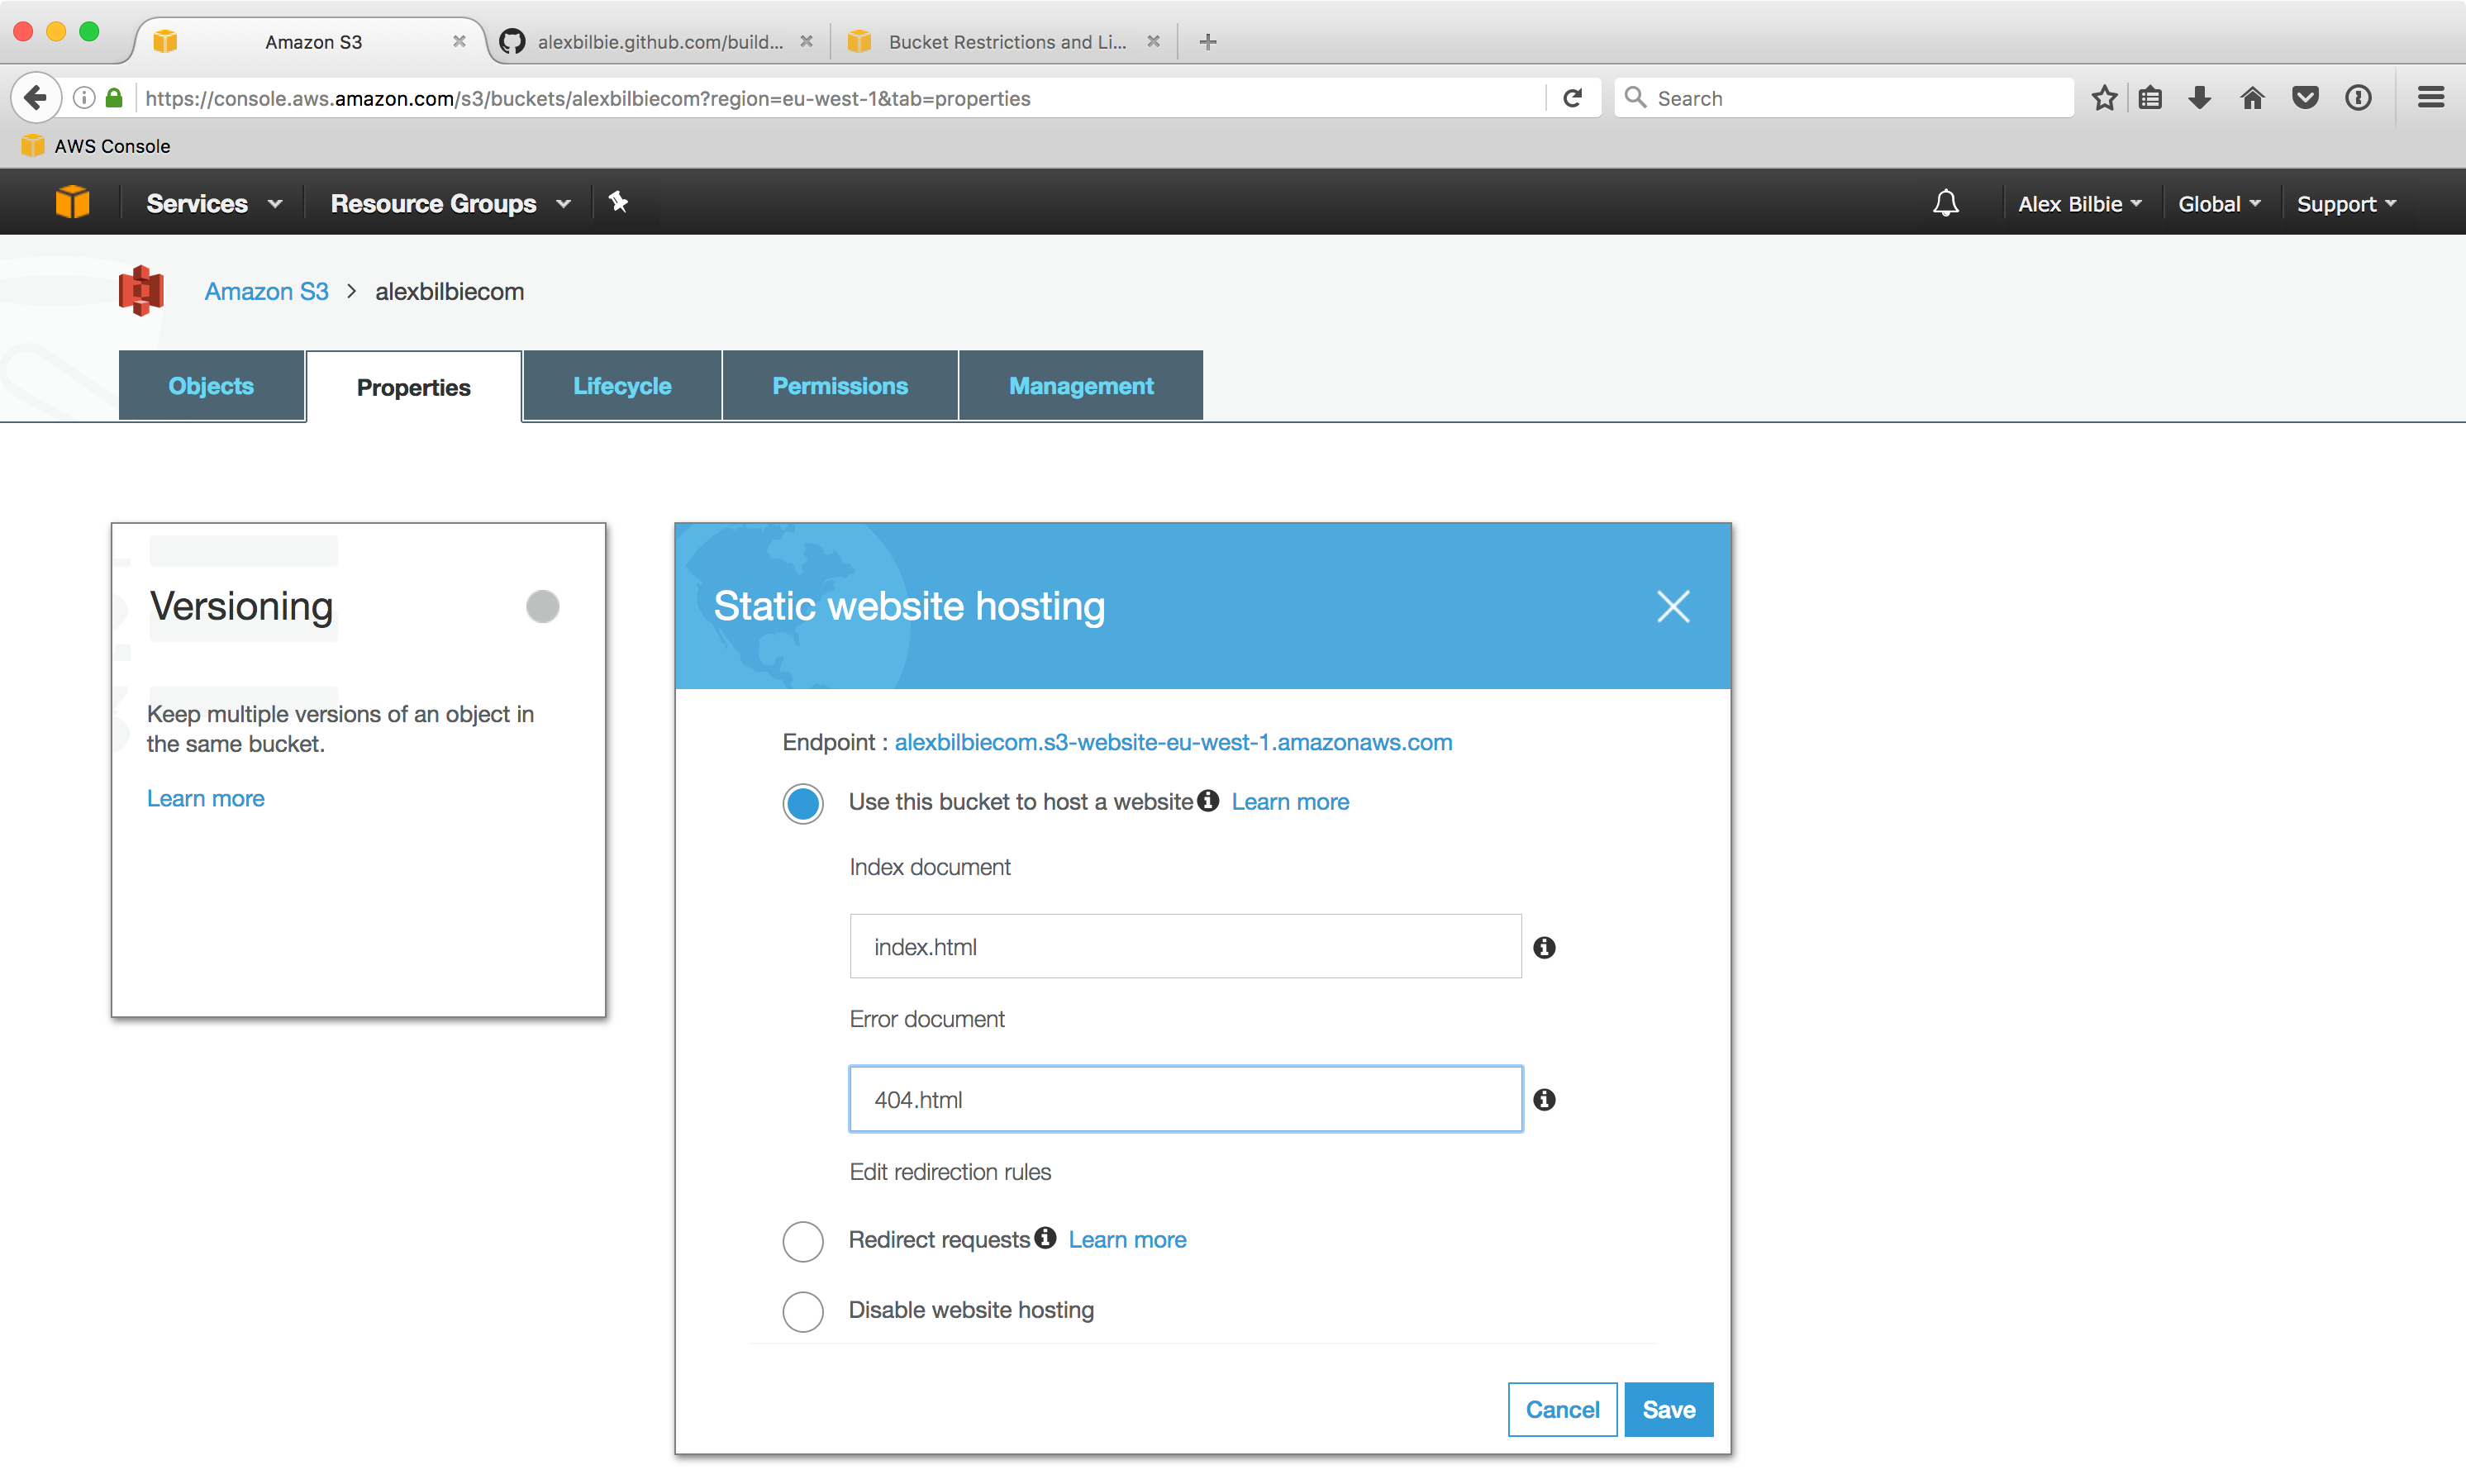 Amazon S3
alexbilbie.github.com/build...
Bucket Restrictions and Li...
https://console.aws.amazon.com/s3/buckets/alexbilbiecom?region=eu-west-1&tab=properties
Search
AWS Console
Services
Resource Groups
Alex Bilbie
Global
Support
Amazon S3 > alexbilbiecom
Objects
Properties
Lifecycle
Permissions
Management
Versioning
Keep multiple versions of an object in
the same bucket.
Learn more
Static website hosting
Endpoint : alexbilbiecom.s3-website-eu-west-1.amazonaws.com
Use this bucket to host a website Learn more
Index document
index.html
Error document
404.html
Edit redirection rules
Redirect requests Learn more
Disable website hosting
Cancel
Save